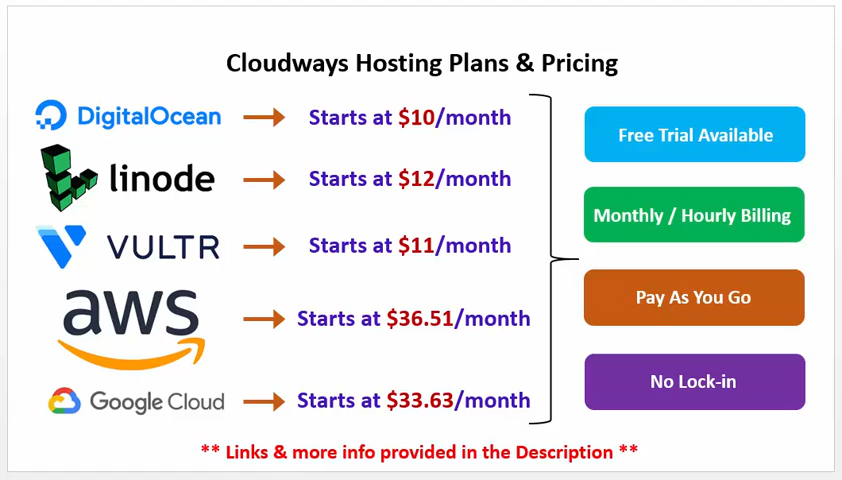 Cloudways Hosting Plans & Pricing
DigitalOcean Starts at $10/month
linode Starts at $12/month
VULTR Starts at $11/month
aws Starts at $36.51/month
Google Cloud Starts at $33.63/month
Free Trial Available
Monthly / Hourly Billing
Pay As You Go
No Lock-in
** Links & more info provided in the Description **